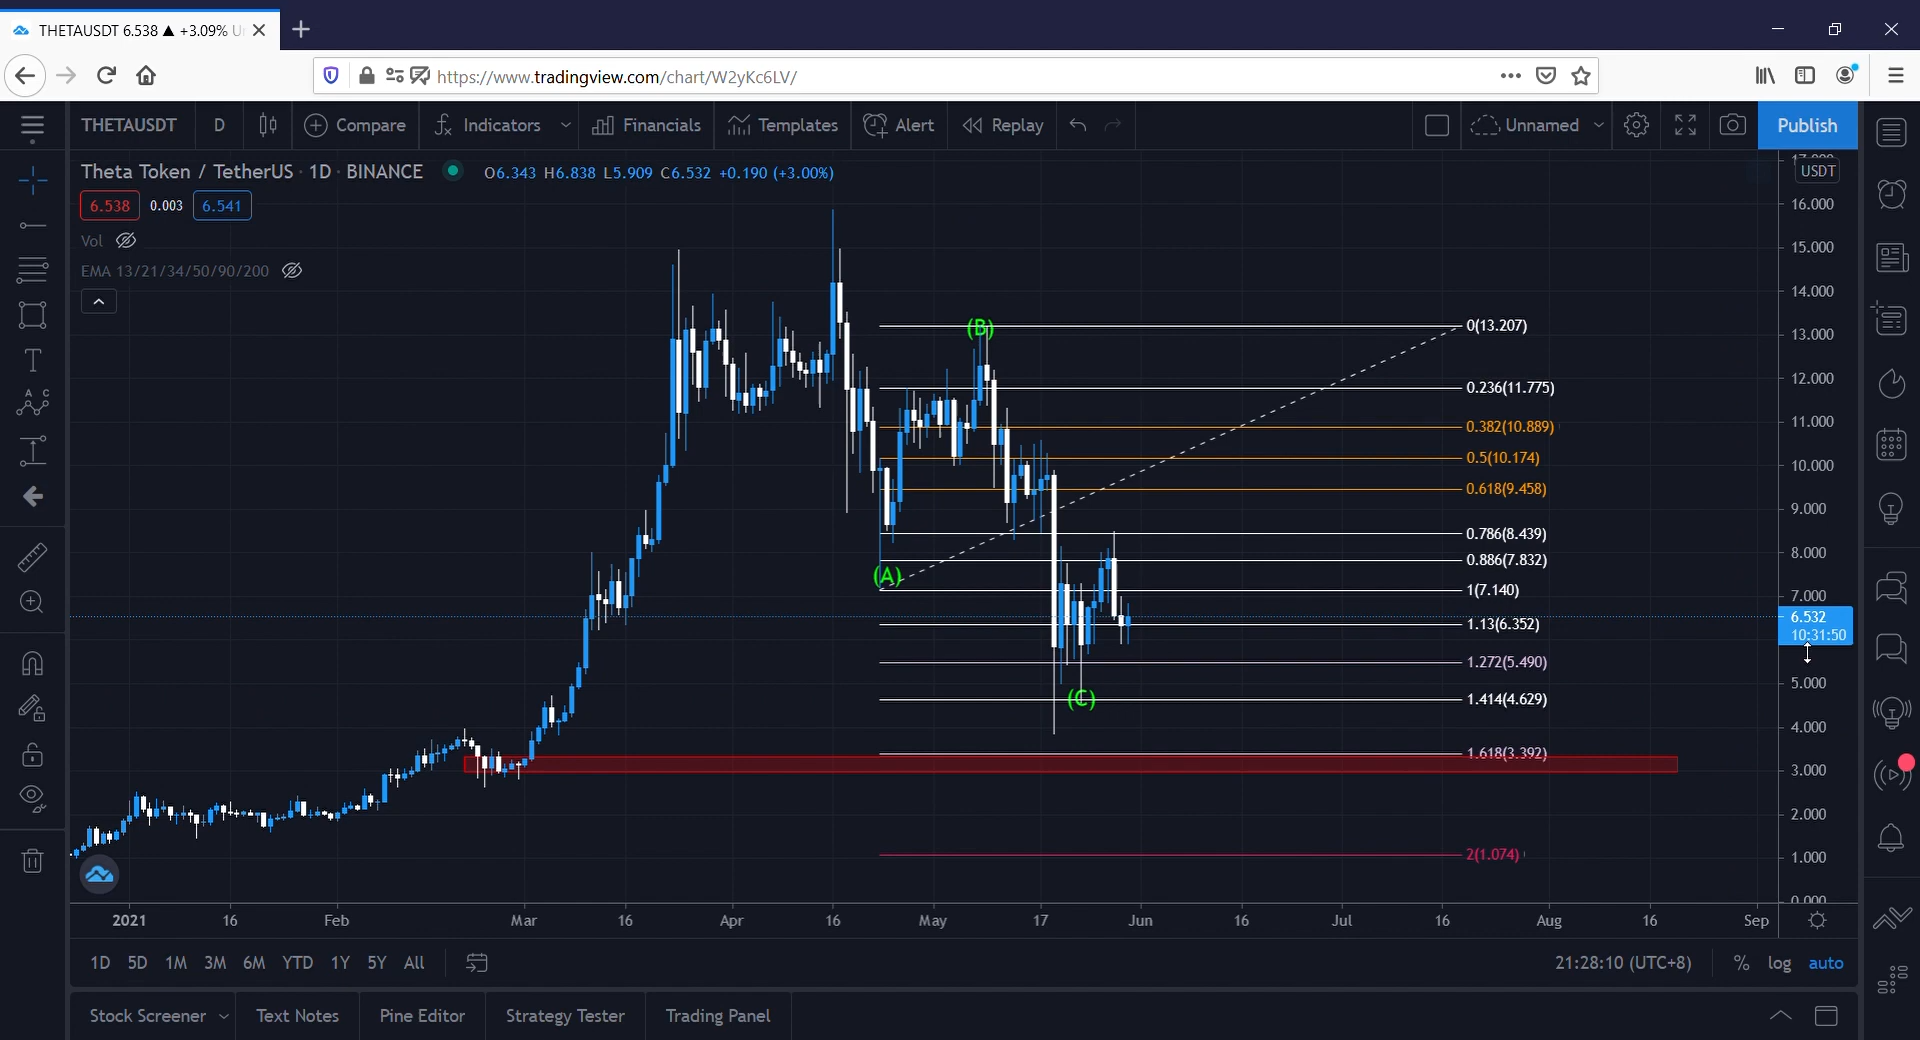 THETAUSDT 6.538 ▲ +3.09% U
https://www.tradingview.com/chart/W2yKc6LV/
THETAUSDT D Compare Indicators Financials Templates Alert Replay Unnamed Publish
Theta Token / TetherUS · 1D · BINANCE O6.343 H6.838 L5.909 C6.532 +0.190 (+3.00%)
USDT
6.538 0.003 6.541
Vol
EMA 13/21/34/50/90/200
17.000
16.000
15.000
14.000
13.000
12.000
11.000
10.000
9.000
8.000
7.000
6.532
10:31:50
5.000
4.000
3.000
2.000
1.000
0.000
(B)
(A)
(C)
0(13.207)
0.236(11.775)
0.382(10.889)
0.5(10.174)
0.618(9.458)
0.786(8.439)
0.886(7.832)
1(7.140)
1.13(6.352)
1.272(5.490)
1.414(4.629)
1.618(3.392)
2(1.074)
2021 16 Feb Mar 16 Apr 16 May 17 Jun 16 Jul 16 Aug 16 Sep
1D 5D 1M 3M 6M YTD 1Y 5Y All 21:28:10 (UTC+8) % log auto
Stock Screener Text Notes Pine Editor Strategy Tester Trading Panel